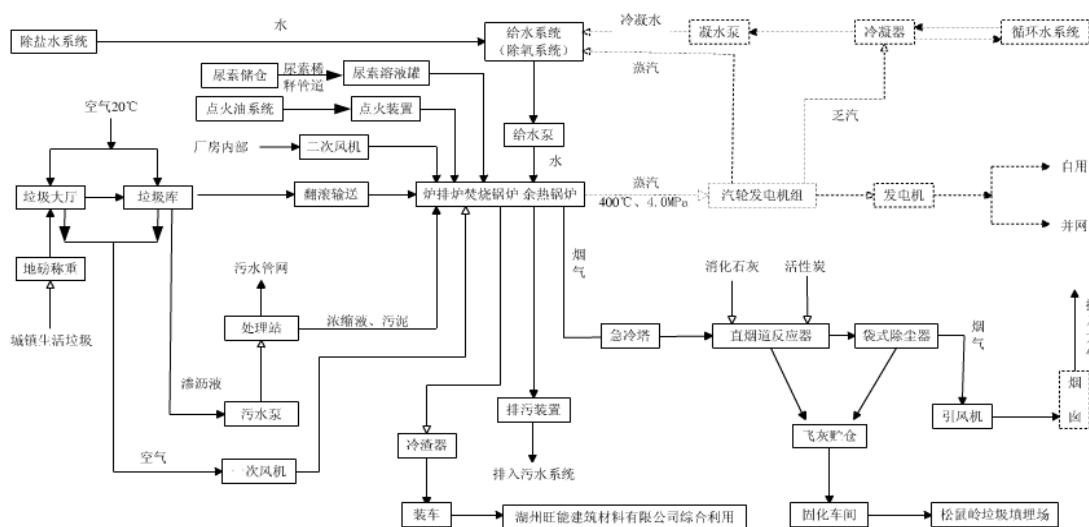 除盐水系统
水
给水系统
(除氧系统)
冷凝水
凝水泵
冷凝器
循环水系统
蒸汽
乏汽
尿素储仓
尿素稀
释管道
尿素溶液罐
点火油系统
点火装置
空气20℃
厂房内部
二次风机
给水泵
水
垃圾大厅
垃圾库
翻滚输送
炉排炉焚烧锅炉 余热锅炉
蒸汽
400℃、4.0MPa
汽轮发电机组
发电机
自用
并网
地磅称重
城镇生活垃圾
污水管网
处理站
浓缩液、污泥
烟气
消化石灰
活性炭
急冷塔
直烟道反应器
袋式除尘器
烟气
烟囱
引风机
渗沥液
污水泵
空气
一次风机
冷渣器
排污装置
排入污水系统
飞灰贮仓
装车
湖州旺能建筑材料有限公司综合利用
固化车间
松鼠岭垃圾填埋场